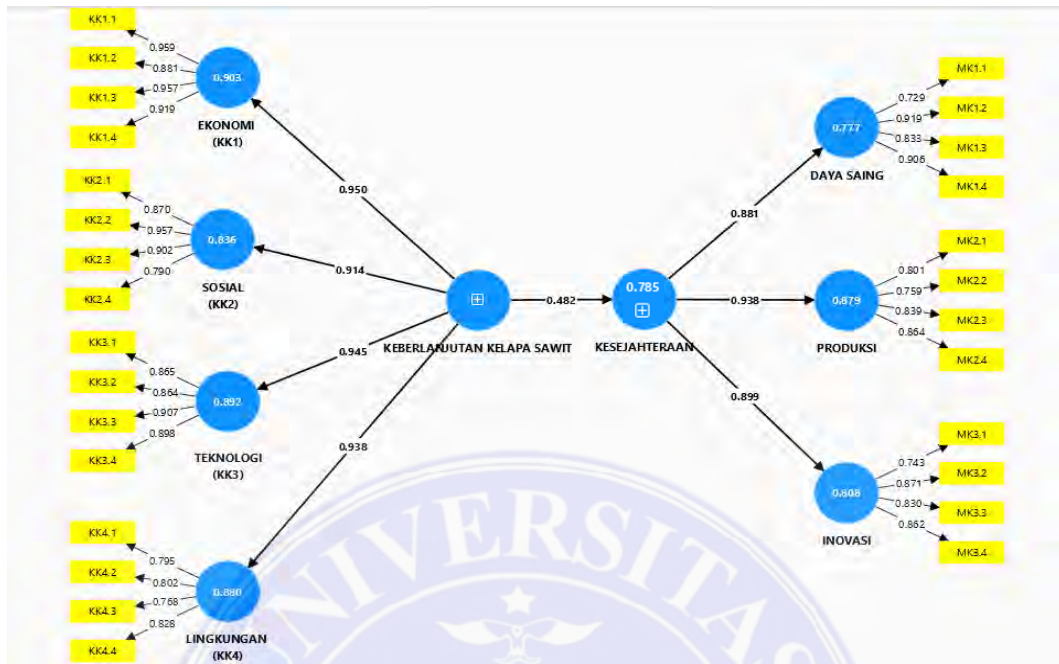 KK1.1
KK1.2
KK1.3
KK1.4
0.959
0.881
0.957
0.919
0.903
EKONOMI
(KK1)
0.950
KK2.1
KK2.2
KK2.3
KK2.4
0.870
0.957
0.902
0.790
0.836
SOSIAL
(KK2)
0.914
KK3.1
KK3.2
KK3.3
KK3.4
0.865
0.864
0.907
0.898
0.892
TEKNOLOGI
(KK3)
0.945
KK4.1
KK4.2
KK4.3
KK4.4
0.795
0.802
0.768
0.828
0.880
LINGKUNGAN
(KK4)
0.938
KEBERLANJUTAN KELAPA SAWIT
0.482
0.785
KESEJAHTERAAN
0.881
0.777
DAYA SAING
0.729
0.919
0.833
0.906
MK1.1
MK1.2
MK1.3
MK1.4
0.938
0.879
PRODUKSI
0.801
0.759
0.839
0.864
MK2.1
MK2.2
MK2.3
MK2.4
0.899
0.808
INOVASI
0.743
0.871
0.830
0.862
MK3.1
MK3.2
MK3.3
MK3.4
UNIVERSITAS